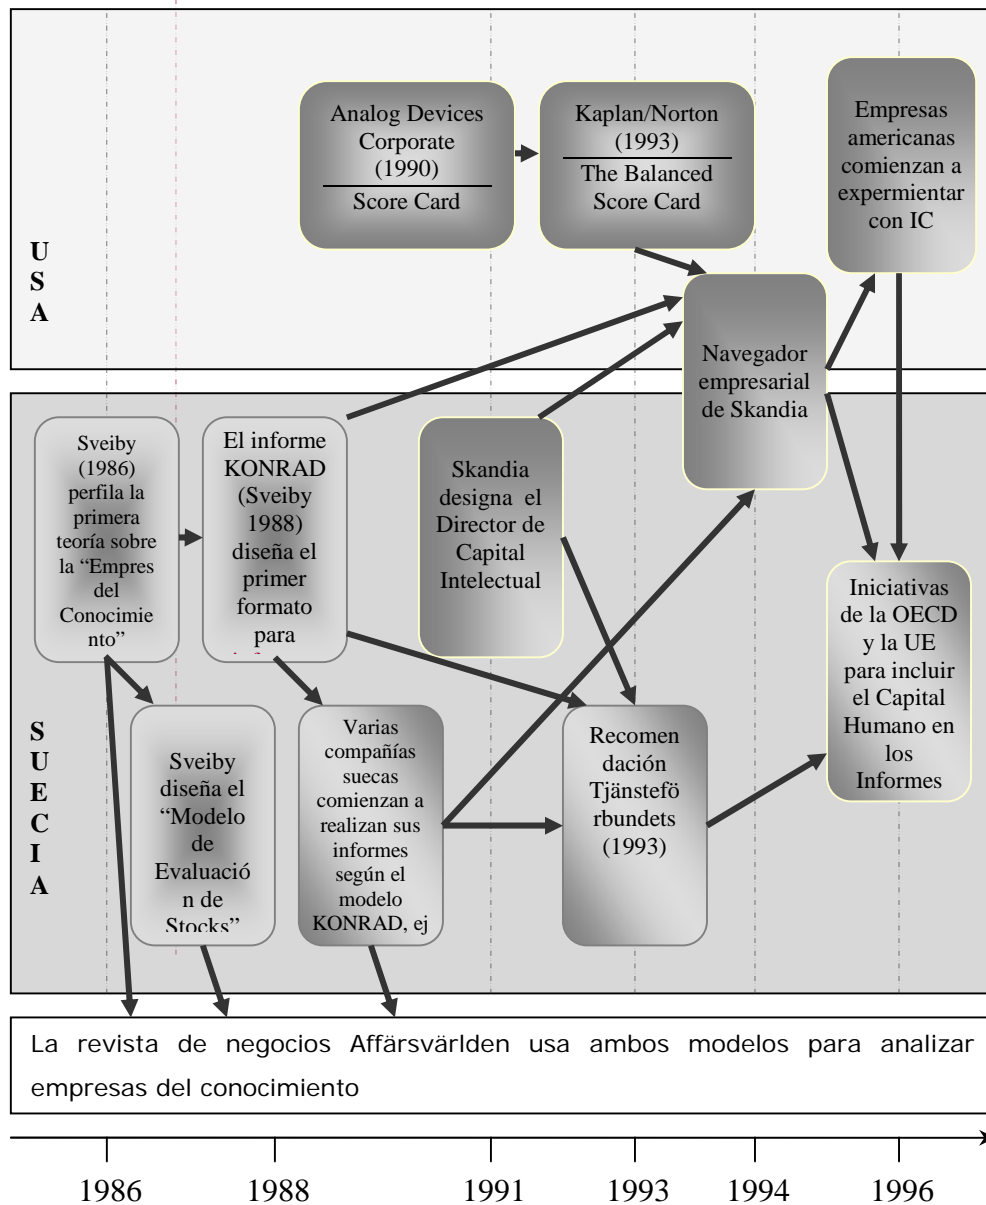 Analog Devices
Corporate
(1990)
Score Card
Kaplan/Norton
(1993)
The Balanced
Score Card
Empresas
americanas
comienzan a
expermientar
con IC
U
S
A
Navegador
empresarial
de Skandia
Sveiby
(1986)
perfila la
primera
teoría sobre
la “Empres
del
Conocimie
nto”
El informe
KONRAD
(Sveiby
1988)
diseña el
primer
formato
para
Skandia
designa el
Director de
Capital
Intelectual
Iniciativas
de la OECD
y la UE
para incluir
el Capital
Humano en
los
Informes
S
U
E
C
I
A
Sveiby
diseña el
“Modelo
de
Evaluació
n de
Stocks”
Varias
compañías
suecas
comienzan a
realizan sus
informes
según el
modelo
KONRAD, ej
Recomen
dación
Tjänstefö
rbundets
(1993)
La revista de negocios Affärsvärlden usa ambos modelos para analizar
empresas del conocimiento
1986 1988 1991 1993 1994 1996